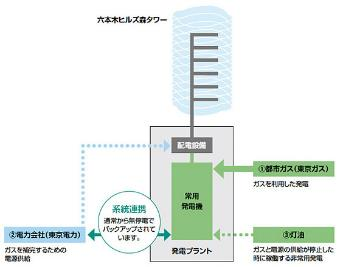 六本木ヒルズ森タワー
配電設備
①都市ガス(東京ガス)
ガスを利用した発電
常用
発電機
系統連携
通常から無停電で
バックアップされて
います。
②電力会社(東京電力)
ガスを補完するための
電源供給
③灯油
ガスと電源の供給が停止した
時に稼働する非常用発電
発電プラント